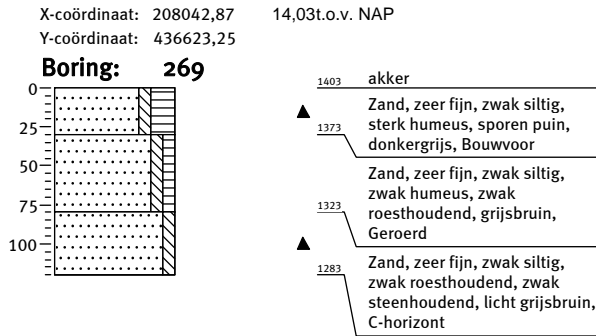 X-coördinaat: 208042,87 14,03t.o.v. NAP
Y-coördinaat: 436623,25
Boring: 269
0
25
50
75
100
1403 akker
Zand, zeer fijn, zwak siltig,
sterk humeus, sporen puin,
donkergrijs, Bouwvoor
1373
Zand, zeer fijn, zwak siltig,
zwak humeus, zwak
roesthoudend, grijsbruin,
Geroerd
1323
Zand, zeer fijn, zwak siltig,
zwak roesthoudend, zwak
steenhoudend, licht grijsbruin,
C-horizont
1283